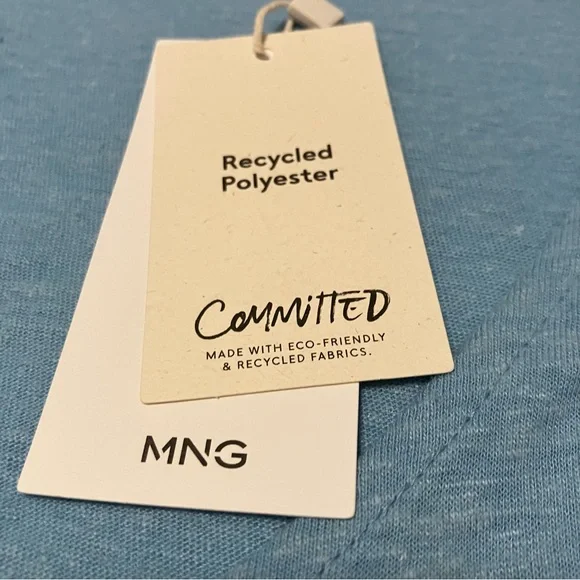 Recycled
Polyester
COMMITTED
MADE WITH ECO-FRIENDLY
& RECYCLED FABRICS.
MNG